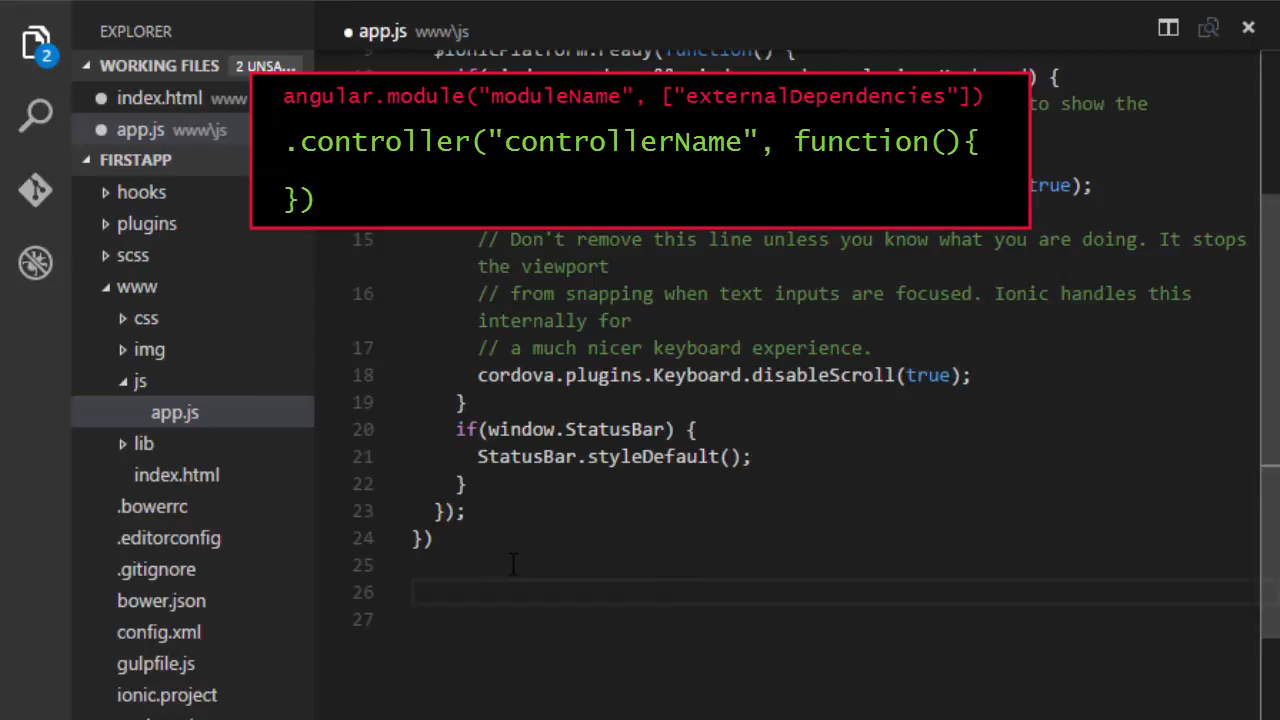 EXPLORER
● app.js www\js
WORKING FILES 2 UNSA...
2
● index.html www
● app.js www\js
FIRSTAPP
hooks
plugins
scss
www
css
img
js
app.js
lib
index.html
.bowerrc
.editorconfig
.gitignore
bower.json
config.xml
gulpfile.js
ionic.project
angular.module("moduleName", ["externalDependencies"])
.controller("controllerName", function(){
})
) {
to show the
true);
15 // Don't remove this line unless you know what you are doing. It stops
the viewport
16 // from snapping when text inputs are focused. Ionic handles this
internally for
17 // a much nicer keyboard experience.
18 cordova.plugins.Keyboard.disableScroll(true);
19 }
20 if(window.StatusBar) {
21 StatusBar.styleDefault();
22 }
23 });
24 })
25
26
27